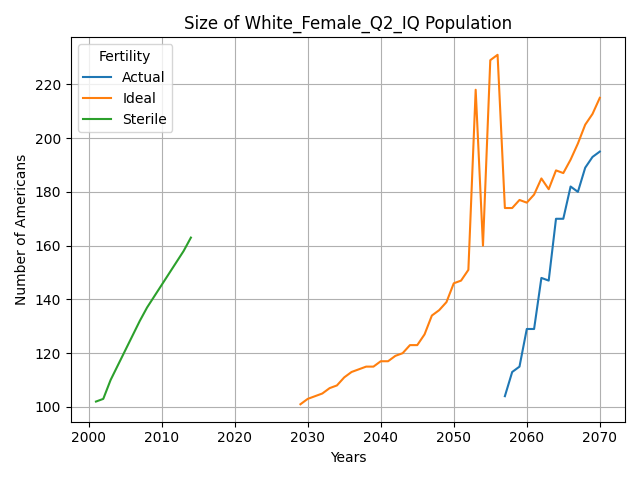 Size of White_Female_Q2_IQ Population
Number of Americans
220
200
180
160
140
120
100
Fertility
Actual
Ideal
Sterile
2000 2010 2020 2030 2040 2050 2060 2070
Years